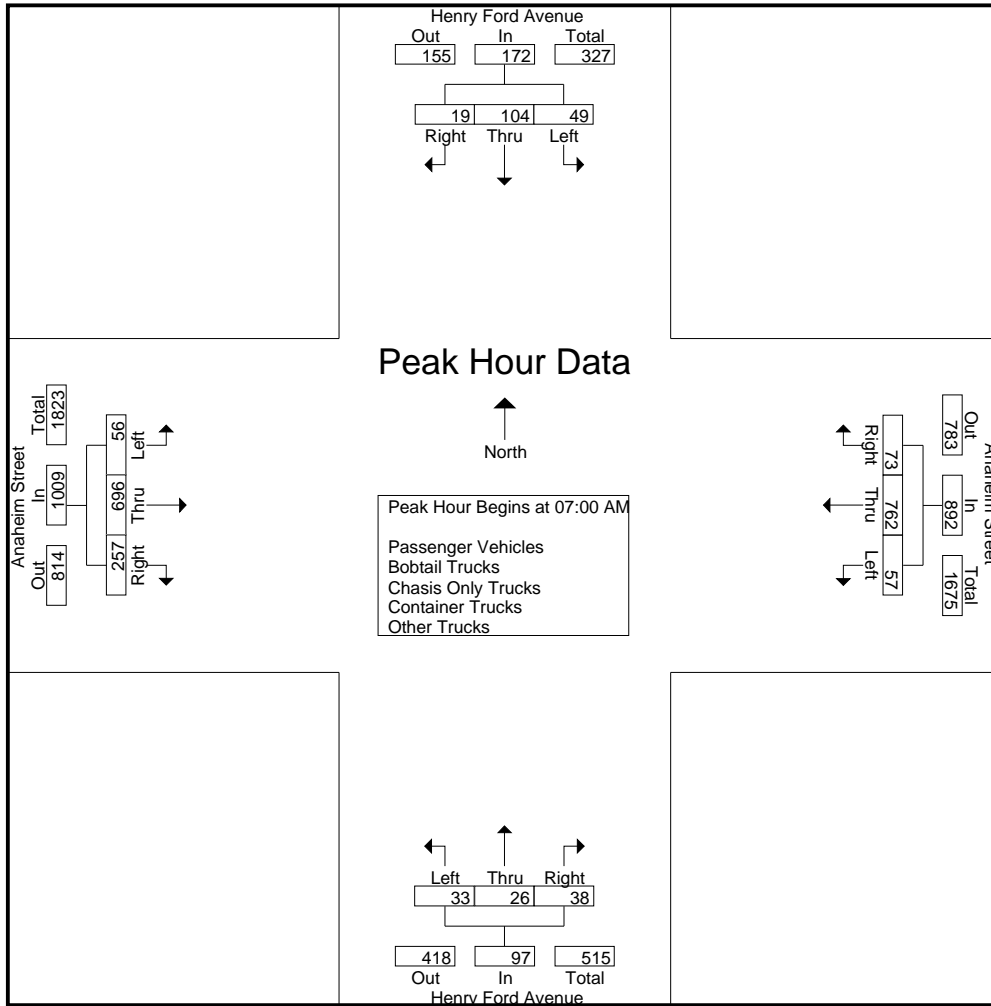 Henry Ford Avenue
Out In Total
155 172 327
19 104 49
Right Thru Left
Peak Hour Data
North
Peak Hour Begins at 07:00 AM
Passenger Vehicles
Bobtail Trucks
Chasis Only Trucks
Container Trucks
Other Trucks
Anaheim Street
Out In Total
814 1009 1823
Left Thru Right
56 696 257
Anaheim Street
Out In Total
783 892 1675
Right Thru Left
73 762 57
Left Thru Right
33 26 38
418 97 515
Out In Total
Henry Ford Avenue